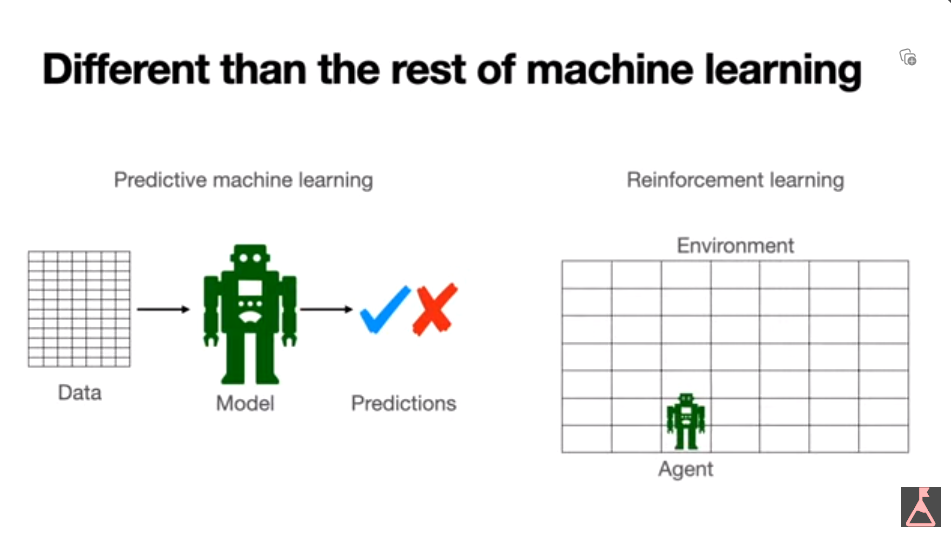 Different than the rest of machine learning
Predictive machine learning
Data
Model
Predictions
Reinforcement learning
Environment
Agent